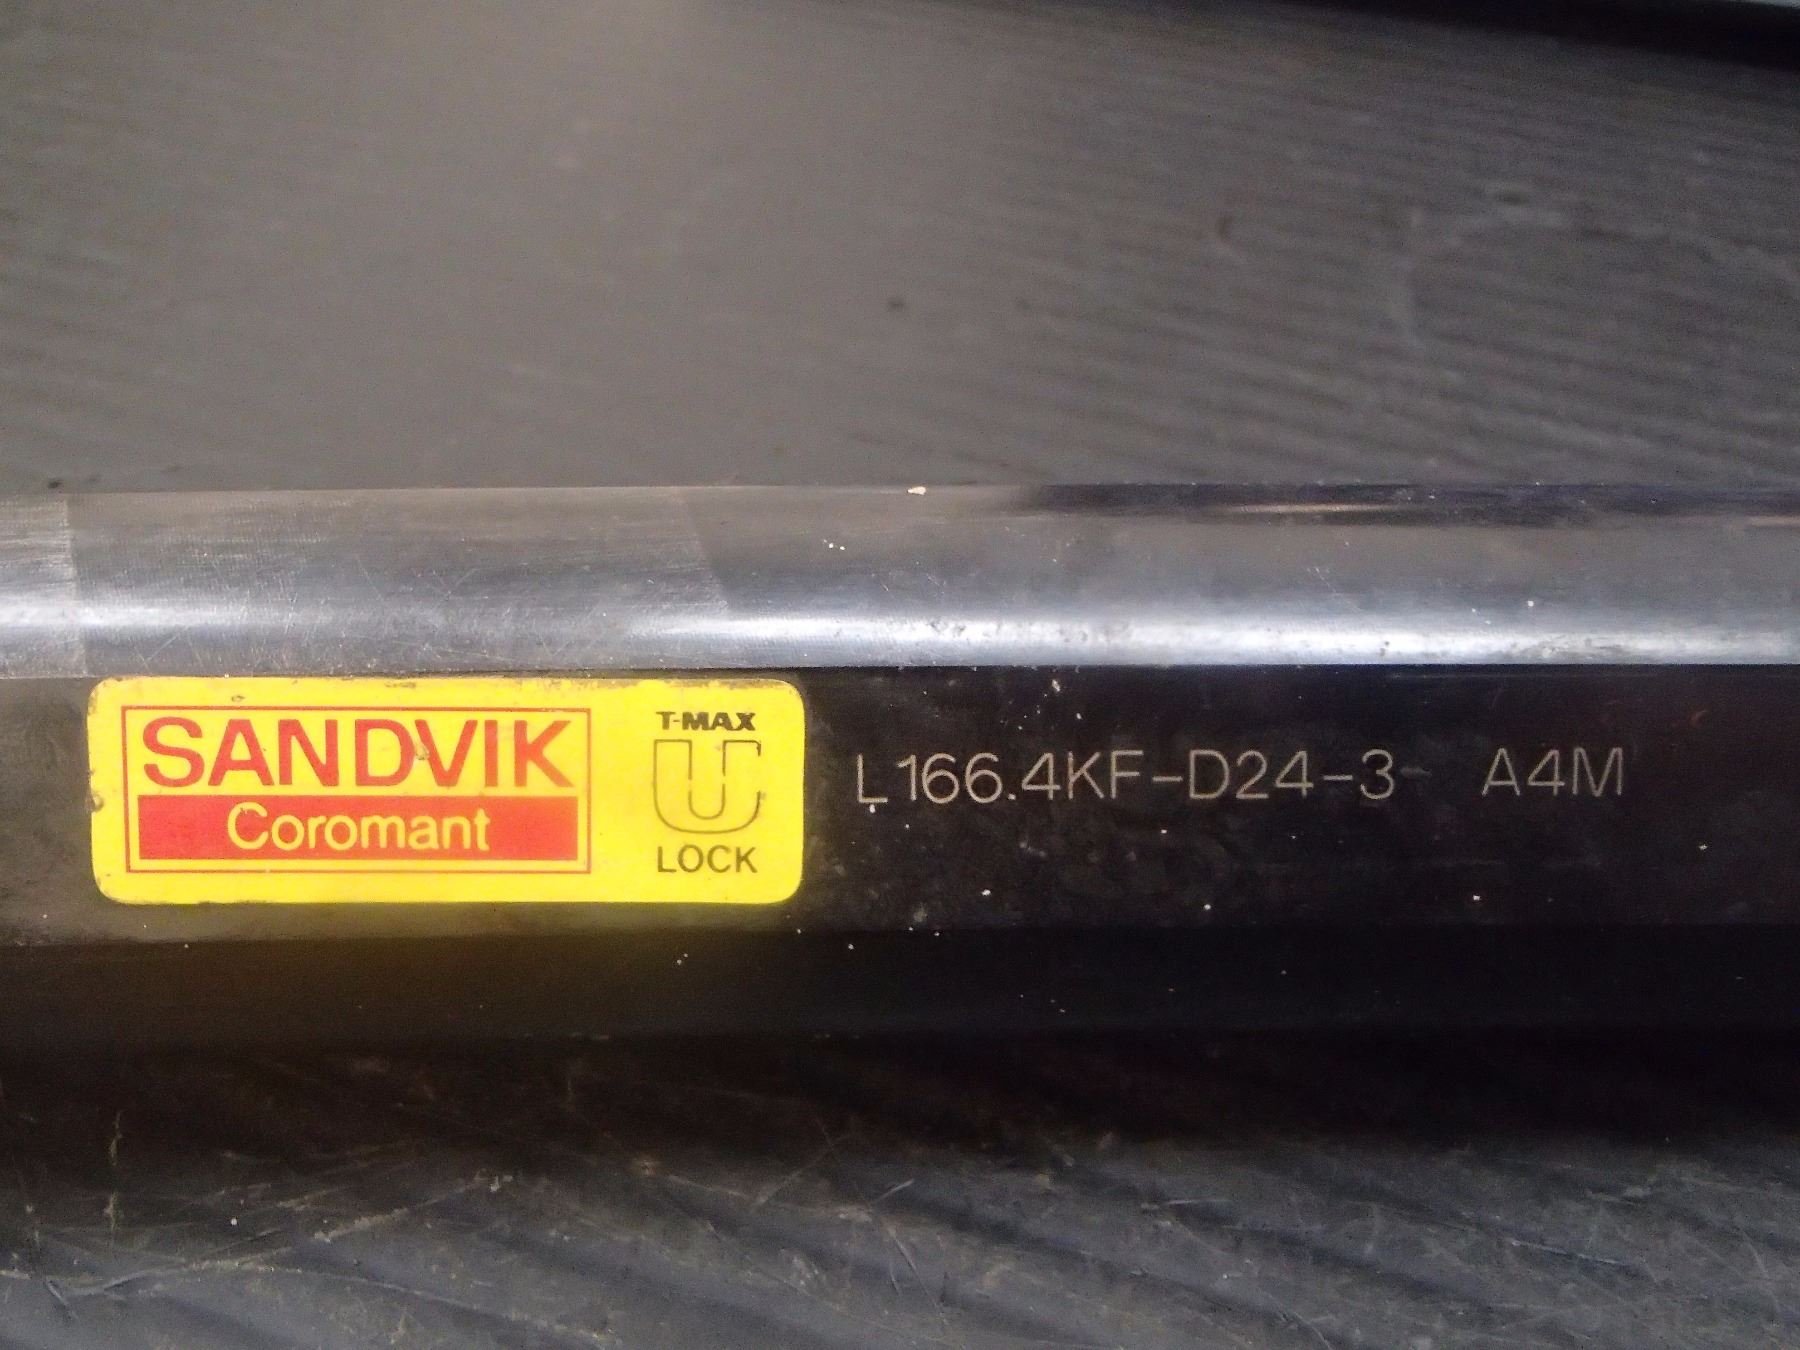 SANDVIK
Coromant
T-MAX
U
LOCK
L166.4KF-D24-3 A4M